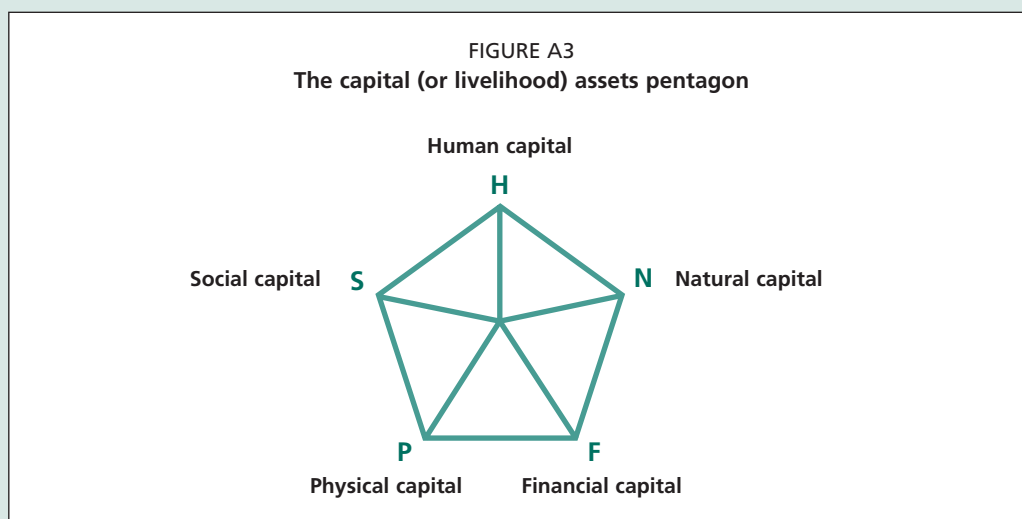 FIGURE A3
The capital (or livelihood) assets pentagon
Human capital
H
Social capital S
N Natural capital
P
F
Physical capital
Financial capital